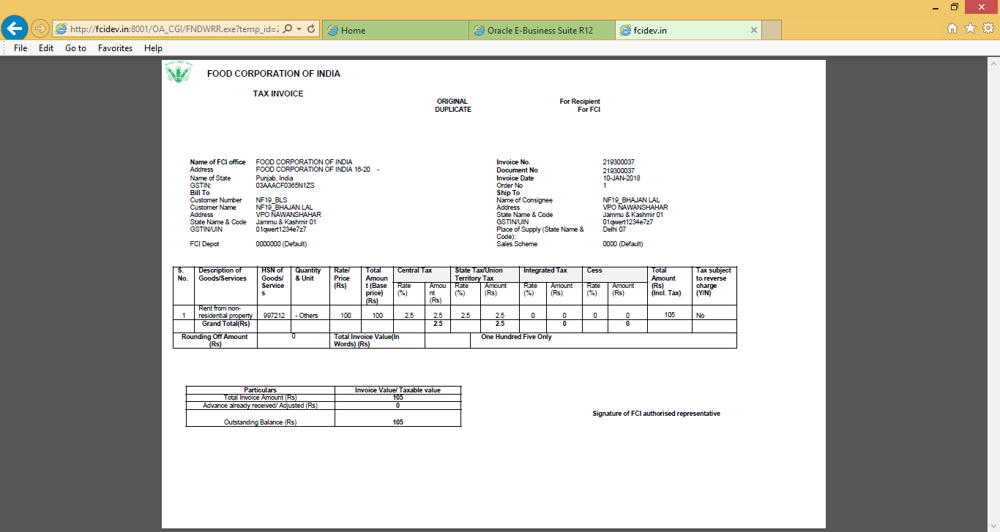 http://fcidev.in:8001/OA_CGI/FNDWRR.exe?temp_id=2
Home
Oracle E-Business Suite R12
fcidev.in
File Edit Go to Favorites Help
FOOD CORPORATION OF INDIA
TAX INVOICE
ORIGINAL For Recipient
DUPLICATE For FCI
Name of FCI office FOOD CORPORATION OF INDIA Invoice No. 219300037
Address FOOD CORPORATION OF INDIA 16-20 - Document No 219300037
Name of State Punjab, India Invoice Date 10-JAN-2018
GSTIN: 03AAACF0365N1ZS Order No 1
Bill To Ship To
Customer Number NF19_BLS Name of Consignee NF19_BHAJAN LAL
Customer Name NF19_BHAJAN LAL Address VPO NAWANSHAHAR
Address VPO NAWANSHAHAR State Name & Code Jammu & Kashmir 01
State Name & Code Jammu & Kashmir 01 GSTIN/UIN 01qwert1234e7z7
GSTIN/UIN 01qwert1234e7z7 Place of Supply (State Name & Delhi 07
Code):
FCI Depot 0000000 (Default) Sales Scheme 0000 (Default)
S. Description of HSN of Quantity Rate/ Total Central Tax State Tax/Union Integrated Tax Cess Total Tax subject
No. Goods/Services Goods/ & Unit Price Amoun Territory Tax Amount to reverse
Service (Rs) t (Base Rate Amou Rate Amount Rate Amount Rate Amount (Rs) charge
s price) (%) nt (%) (Rs) (%) (Rs) (%) (Rs) (Incl. Tax) (Y/N)
(Rs) (Rs)
Rent from non-
1 residential property 997212 - Others 100 100 2.5 2.5 2.5 2.5 0 0 0 0 105 No
Grand Total(Rs) 2.5 2.5 0 0
Rounding Off Amount 0 Total Invoice Value(In One Hundred Five Only
(Rs) Words) (Rs)
Particulars Invoice Value/ Taxable value
Total Invoice Amount (Rs) 105
Advance already received/ Adjusted (Rs) 0
Outstanding Balance (Rs) 105
Signature of FCI authorised representative